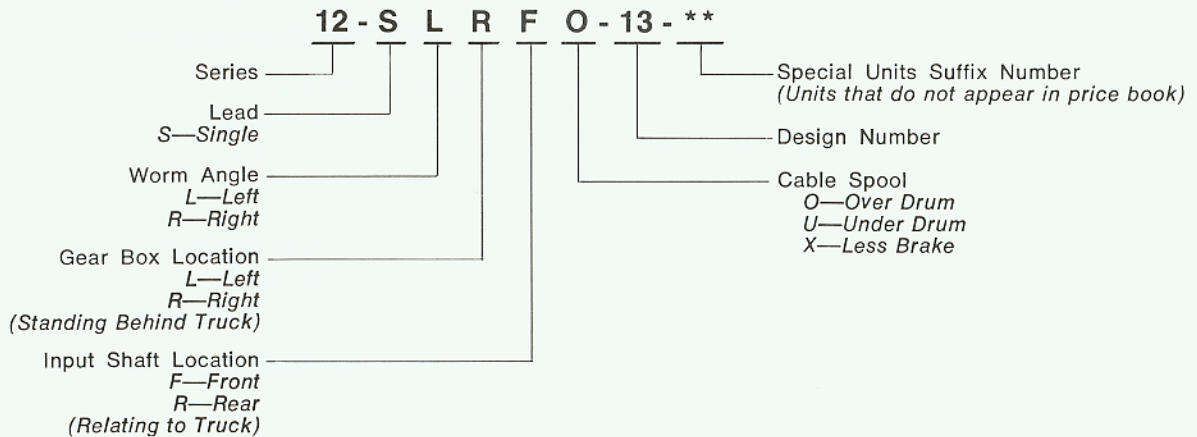 12 - S L R F O - 13 - **
Series
Lead
S—Single
Worm Angle
L—Left
R—Right
Gear Box Location
L—Left
R—Right
(Standing Behind Truck)
Input Shaft Location
F—Front
R—Rear
(Relating to Truck)
Special Units Suffix Number
(Units that do not appear in price book)
Design Number
Cable Spool
O—Over Drum
U—Under Drum
X—Less Brake